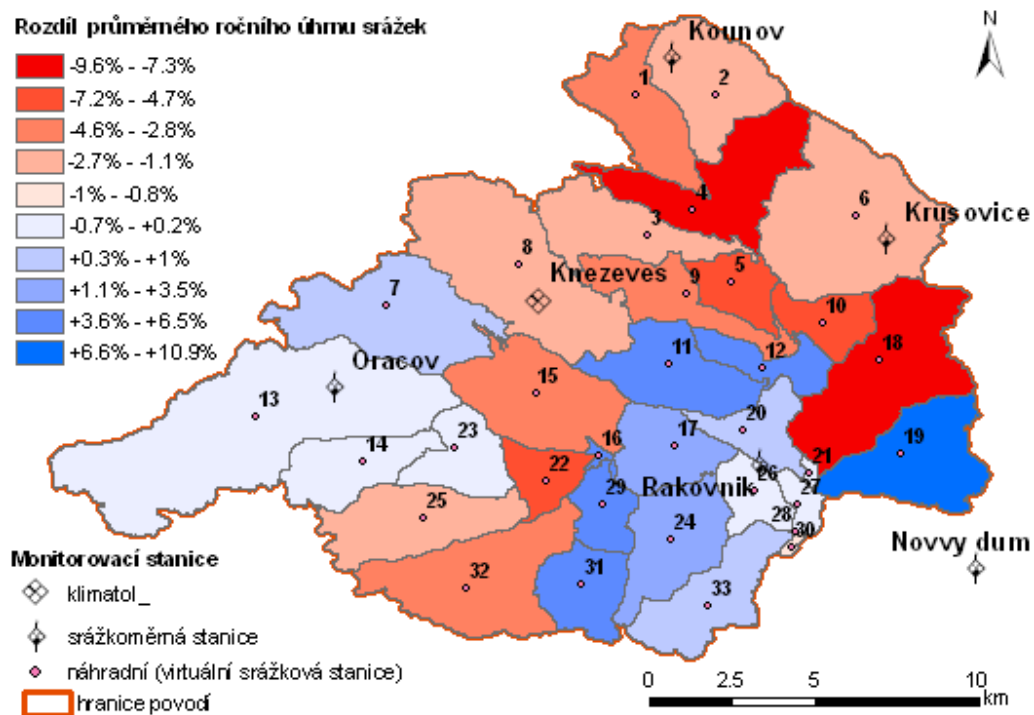 Rozdíl průměrného ročního úhrnu srážek
-9.6% - -7.3%
-7.2% - -4.7%
-4.6% - -2.8%
-2.7% - -1.1%
-1% - -0.8%
-0.7% - +0.2%
+0.3% - +1%
+1.1% - +3.5%
+3.6% - +6.5%
+6.6% - +10.9%
N
Kounov
1
2
4
6
Krusovice
3
8
Knezeves
9
5
7
10
Oracov
11
12
18
15
13
20
14
23
16
17
19
22
21
26
27
29
Rakovnik
25
24
28
30
Novvy dum
32
31
33
Monitorovací stanice
klimatol_
srážkoměrná stanice
náhradní (virtuální srážková stanice)
hranice povodí
0 2.5 5 10
km